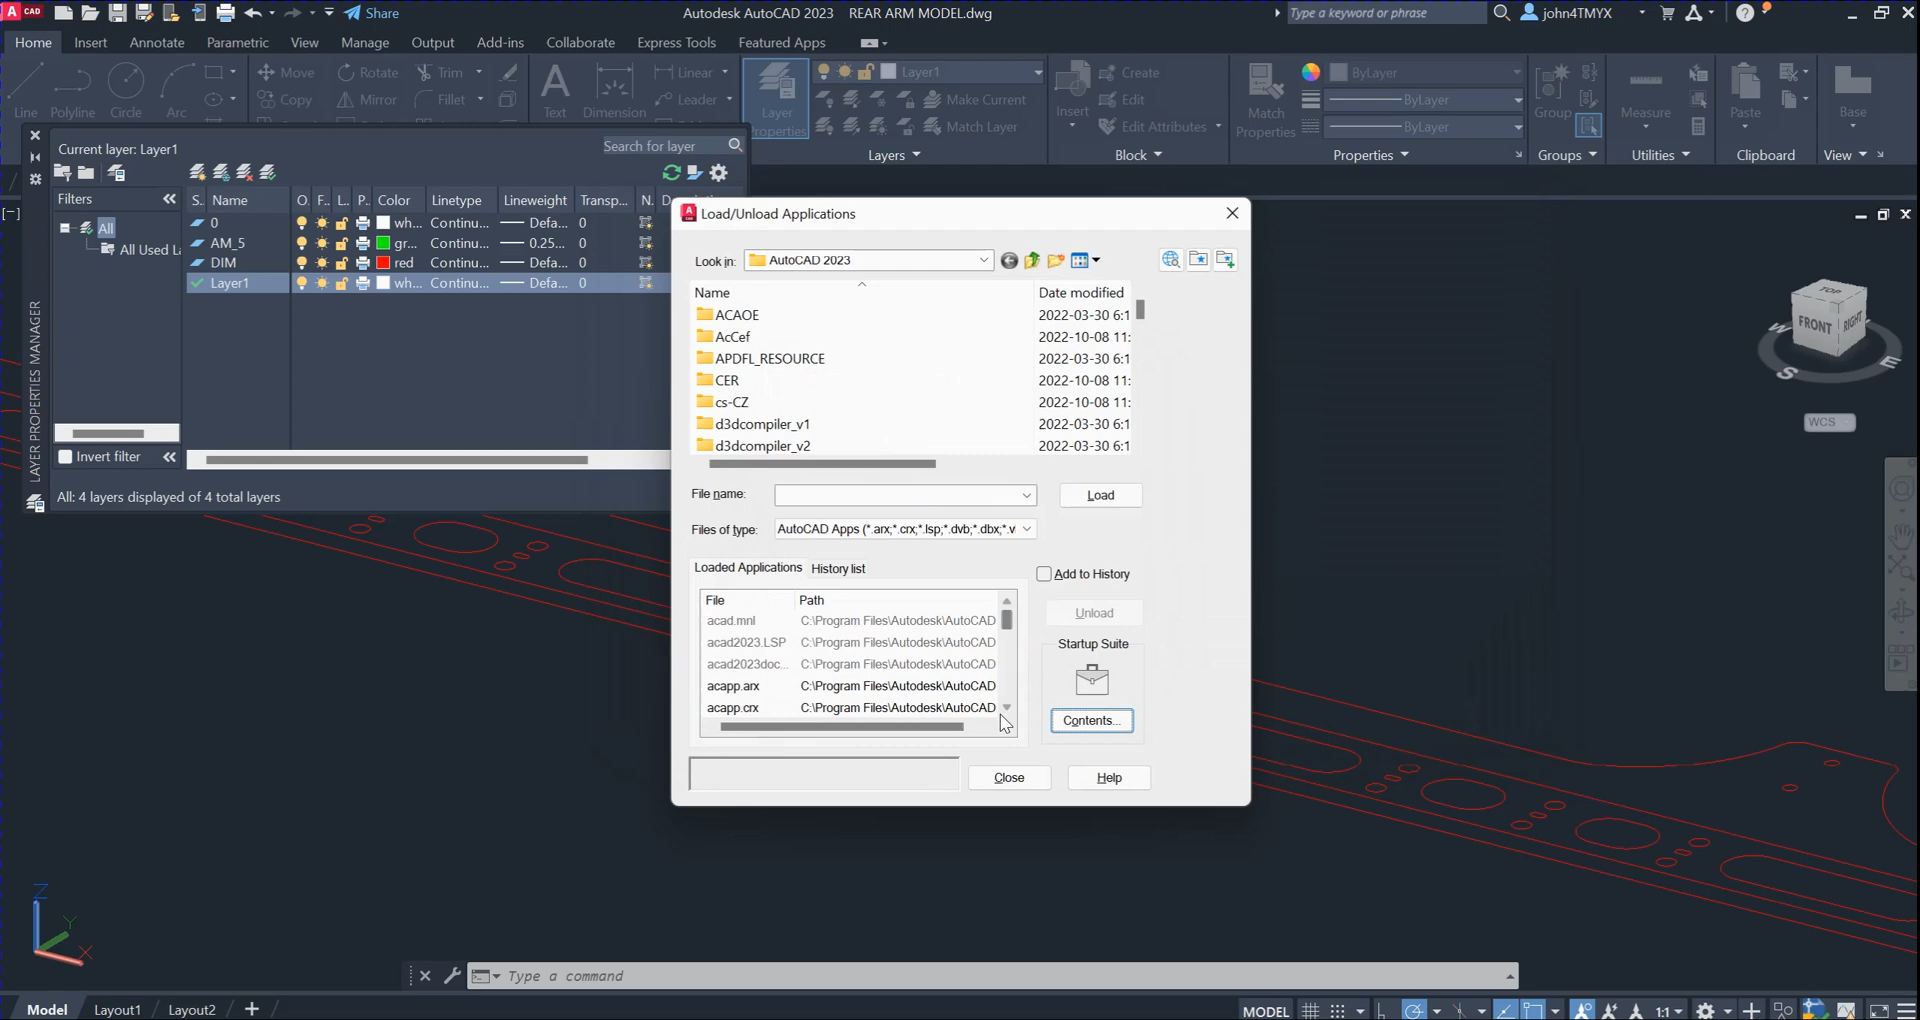 CAD
Share
Autodesk AutoCAD 2023 REAR ARM MODEL.dwg
Type a keyword or phrase
john4TMYX
Home Insert Annotate Parametric View Manage Output Add-ins Collaborate Express Tools Featured Apps
Line
Polyline
Circle
Arc
Move
Copy
Rotate
Mirror
Trim
Fillet
Text
Dimension
Linear
Leader
Layer
Properties
Layer1
Make Current
Match Layer
Layers
Insert
Create
Edit
Edit Attributes
Block
Match
Properties
ByLayer
ByLayer
ByLayer
Properties
Group
Groups
Measure
Utilities
Paste
Clipboard
Base
View
Current layer: Layer1
Search for layer
Filters
All
All Used La
S. Name O. F. L. P. Color Linetype Lineweight Transp... N.
0 wh... Continu... Defa... 0
AM_5 gr... Continu... 0.25... 0
DIM red Continu... Defa... 0
Layer1 wh... Continu... Defa... 0
Invert filter
All: 4 layers displayed of 4 total layers
LAYER PROPERTIES MANAGER
Load/Unload Applications
Look in: AutoCAD 2023
Name Date modified
ACAOE 2022-03-30 6:1
AcCef 2022-10-08 11:
APDFL_RESOURCE 2022-03-30 6:1
CER 2022-10-08 11:
cs-CZ 2022-10-08 11:
d3dcompiler_v1 2022-03-30 6:1
d3dcompiler_v2 2022-03-30 6:1
File name:
Load
Files of type: AutoCAD Apps (*.arx;*.crx;*.lsp;*.dvb;*.dbx;*.v
Loaded Applications History list
Add to History
File Path
acad.mnl C:\Program Files\Autodesk\AutoCAD
acad2023.LSP C:\Program Files\Autodesk\AutoCAD
acad2023doc... C:\Program Files\Autodesk\AutoCAD
acapp.arx C:\Program Files\Autodesk\AutoCAD
acapp.crx C:\Program Files\Autodesk\AutoCAD
Unload
Startup Suite
Contents...
Close
Help
TOP
FRONT
RIGHT
W
S
E
WCS
Z
Y
X
Type a command
Model Layout1 Layout2
MODEL
1:1